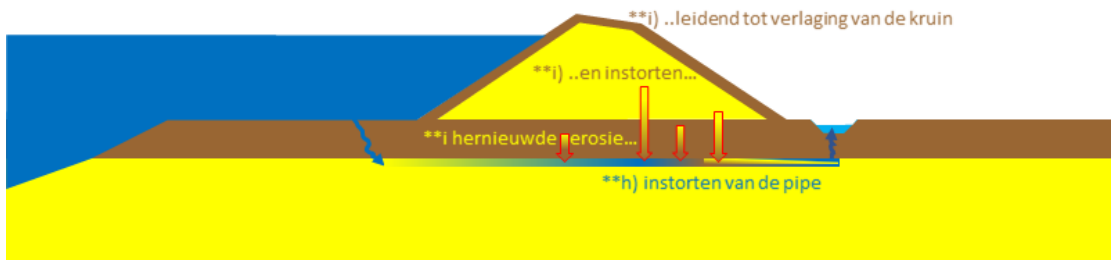 **i) ..leidend tot verlaging van de kruin
**i) ..en instorten...
**i hernieuwde erosie...
**h) instorten van de pipe